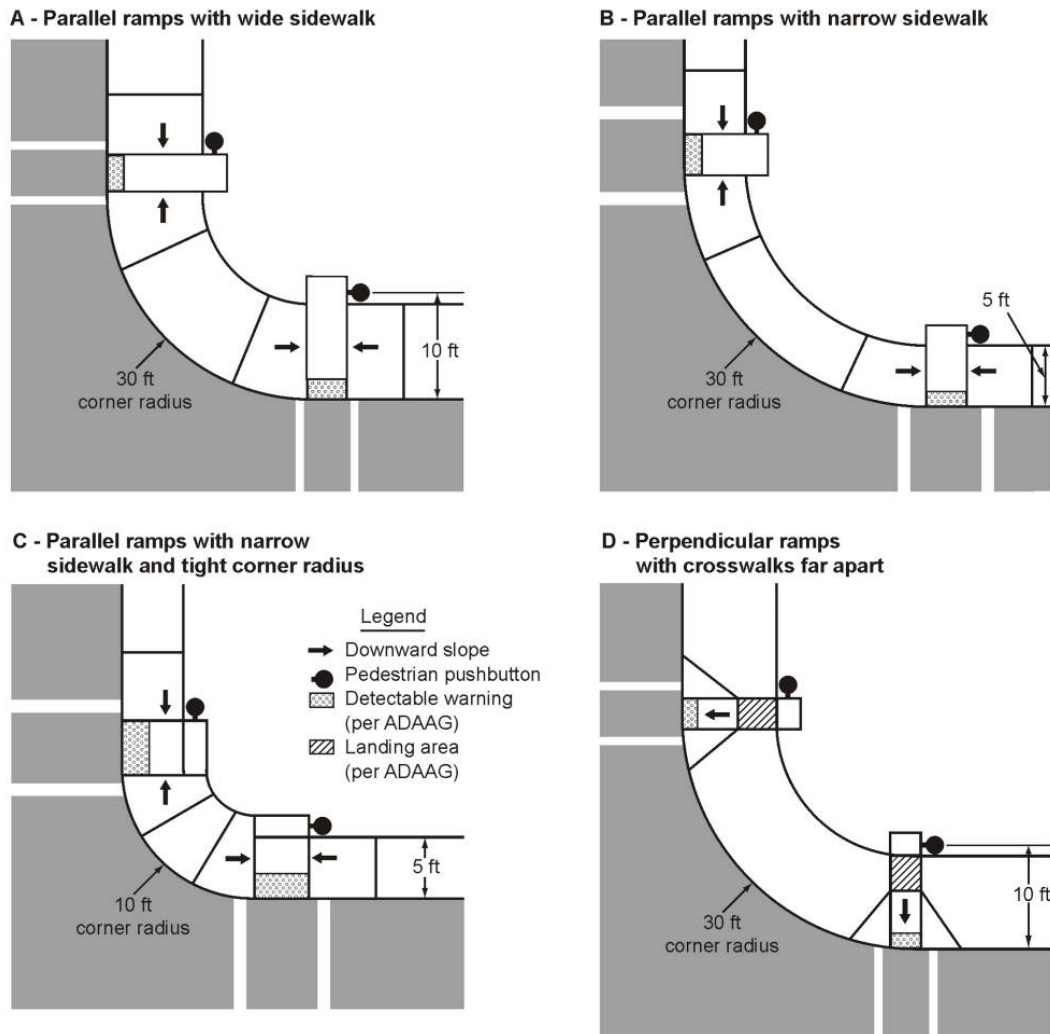 A - Parallel ramps with wide sidewalk
30 ft
corner radius
10 ft
B - Parallel ramps with narrow sidewalk
5 ft
30 ft
corner radius
C - Parallel ramps with narrow
sidewalk and tight corner radius
Legend
Downward slope
Pedestrian pushbutton
Detectable warning
(per ADAAG)
Landing area
(per ADAAG)
10 ft
corner radius
5 ft
D - Perpendicular ramps
with crosswalks far apart
30 ft
corner radius
10 ft